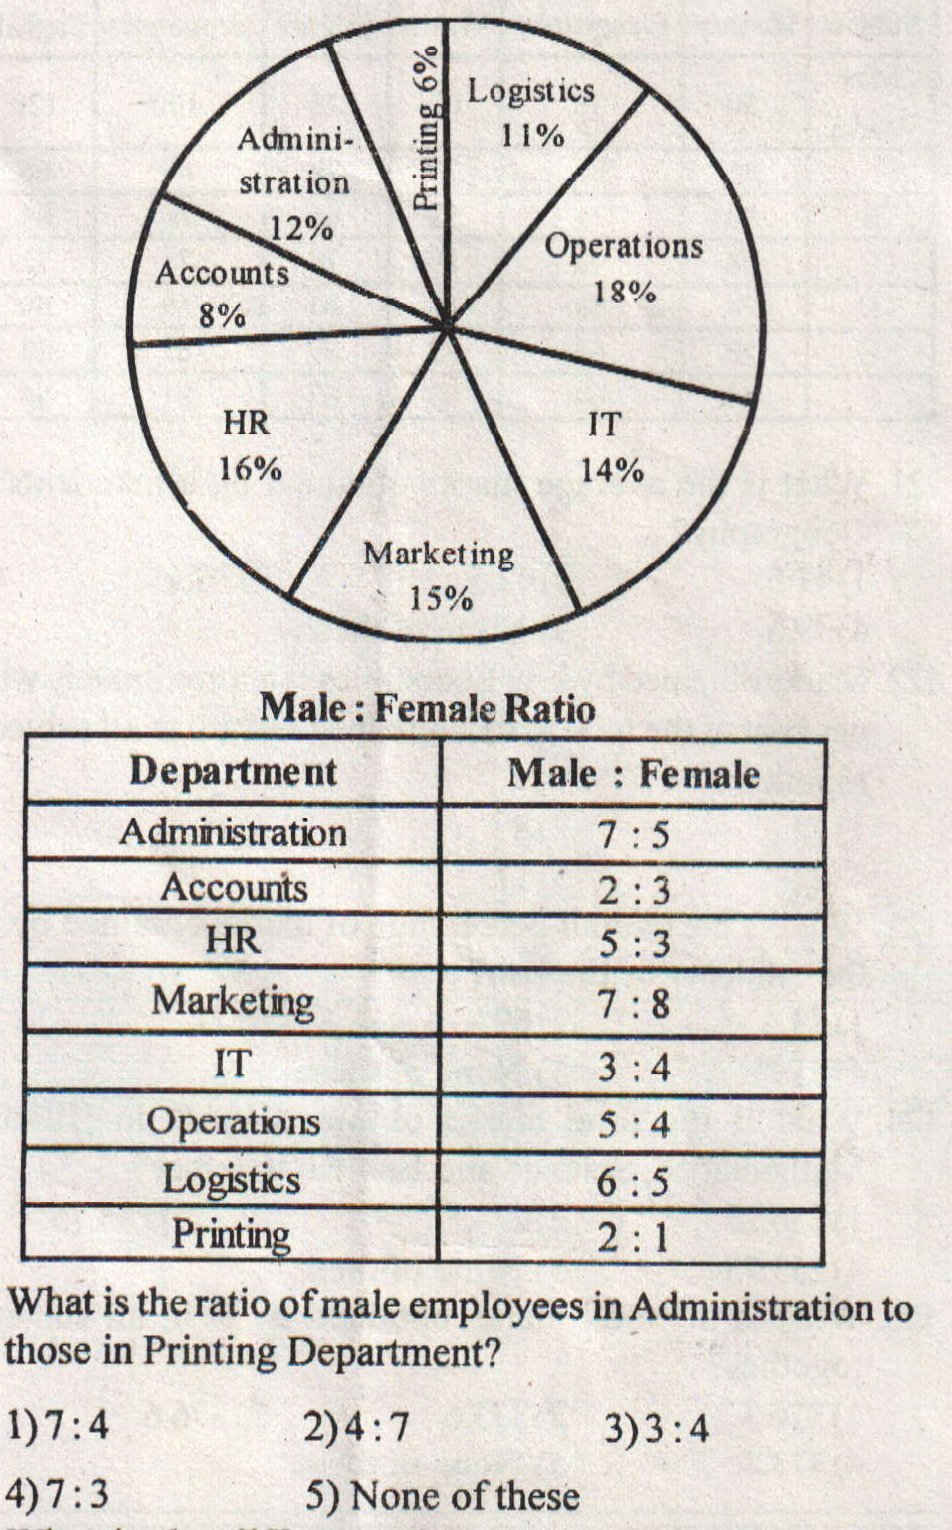 Printing 6%
Logistics
11%
Admini-
stration
12%
Operations
18%
Accounts
8%
HR
16%
IT
14%
Marketing
15%
Male : Female Ratio
Department Male : Female
Administration 7 : 5
Accounts 2 : 3
HR 5 : 3
Marketing 7 : 8
IT 3 : 4
Operations 5 : 4
Logistics 6 : 5
Printing 2 : 1
What is the ratio of male employees in Administration to
those in Printing Department?
1) 7 : 4 2) 4 : 7 3) 3 : 4
4) 7 : 3 5) None of these